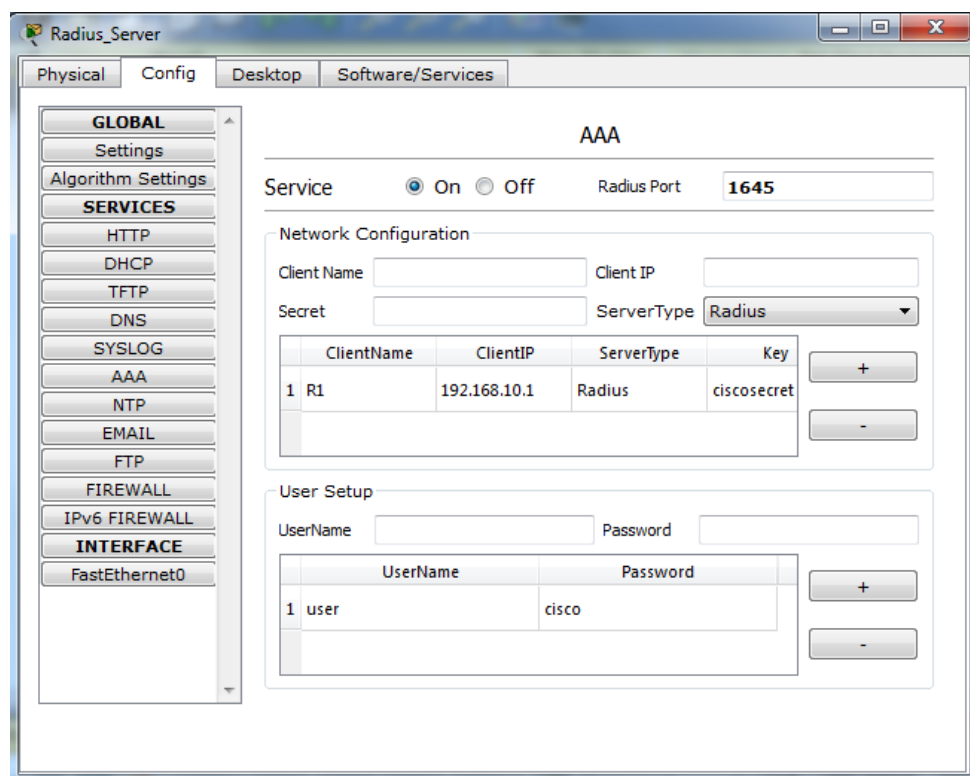 Radius_Server
Physical Config Desktop Software/Services
GLOBAL
Settings
Algorithm Settings
SERVICES
HTTP
DHCP
TFTP
DNS
SYSLOG
AAA
NTP
EMAIL
FTP
FIREWALL
IPv6 FIREWALL
INTERFACE
FastEthernet0
AAA
Service On Off Radius Port 1645
Network Configuration
Client Name Client IP
Secret ServerType Radius
ClientName ClientIP ServerType Key
1 R1 192.168.10.1 Radius ciscosecret
+
-
User Setup
UserName Password
UserName Password
1 user cisco
+
-